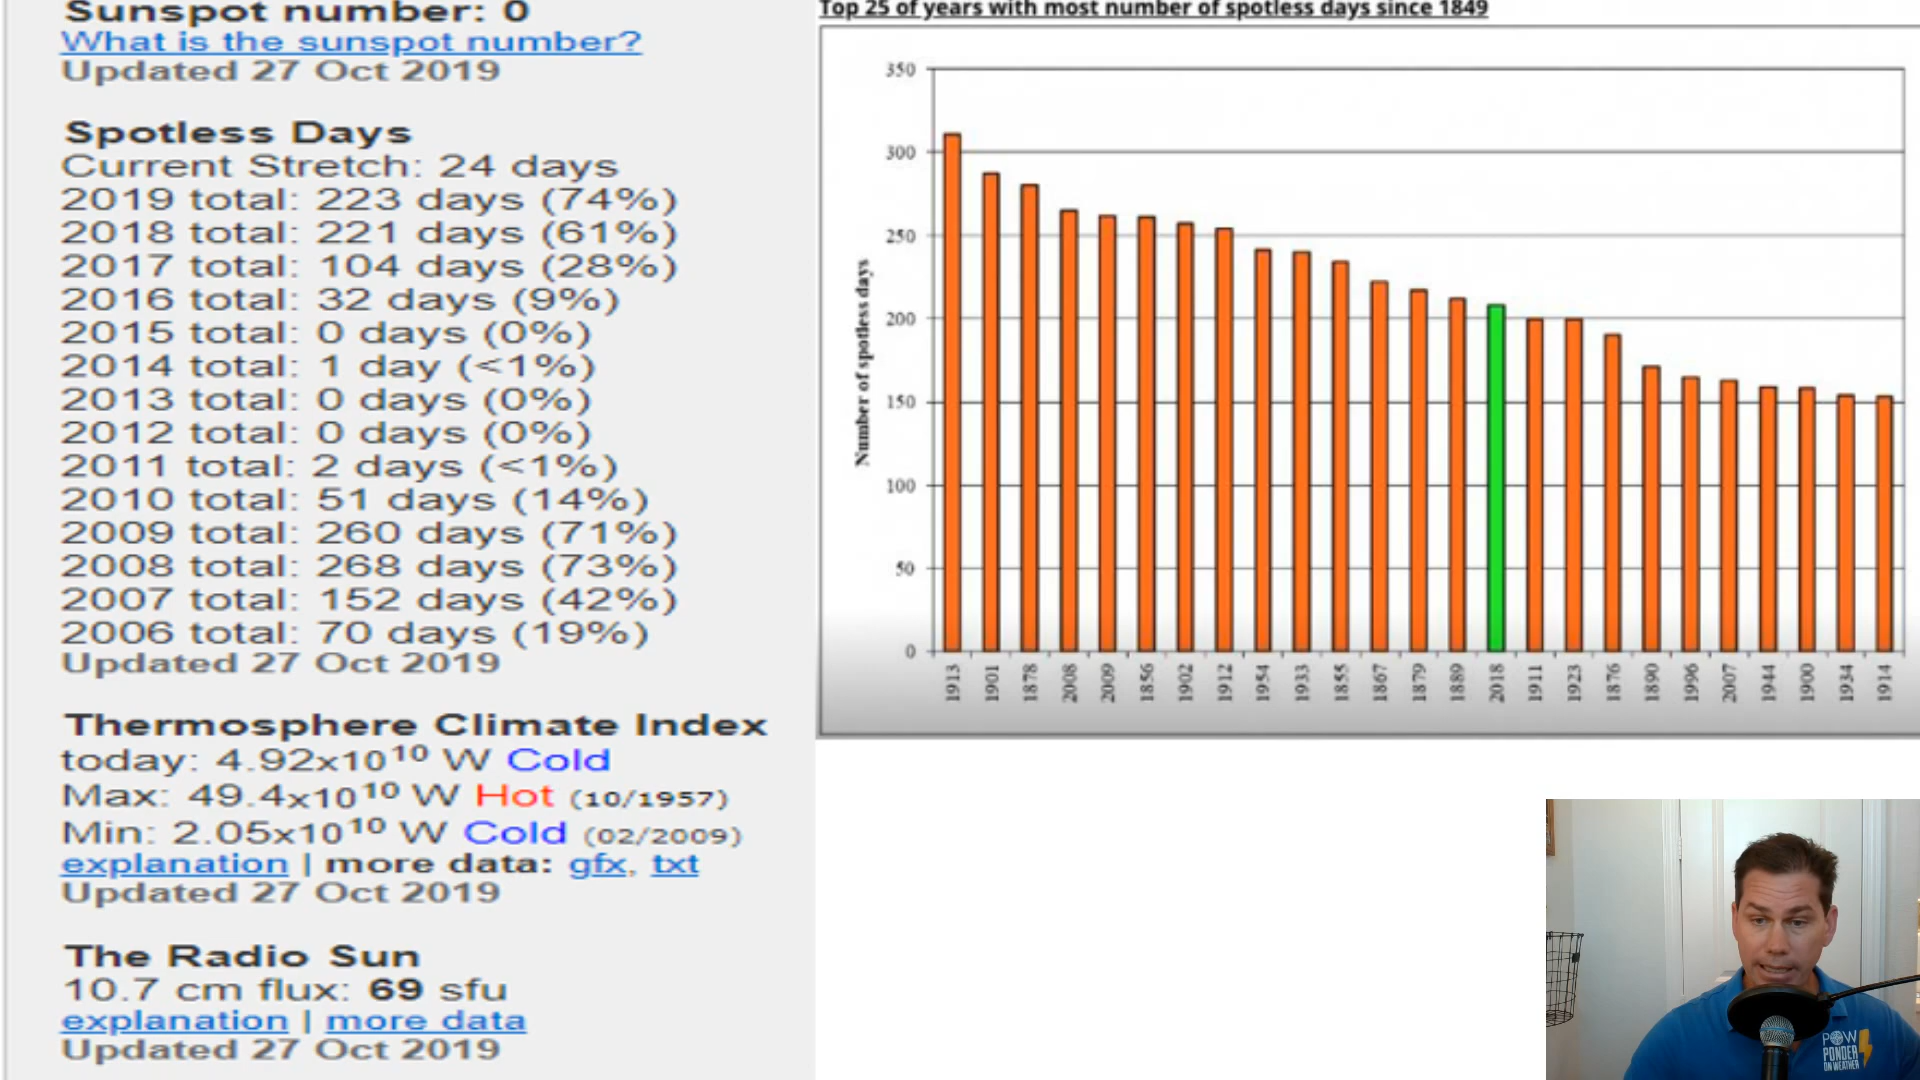 Sunspot number: 0
What is the sunspot number?
Updated 27 Oct 2019
Spotless Days
Current Stretch: 24 days
2019 total: 223 days (74%)
2018 total: 221 days (61%)
2017 total: 104 days (28%)
2016 total: 32 days (9%)
2015 total: 0 days (0%)
2014 total: 1 day (<1%)
2013 total: 0 days (0%)
2012 total: 0 days (0%)
2011 total: 2 days (<1%)
2010 total: 51 days (14%)
2009 total: 260 days (71%)
2008 total: 268 days (73%)
2007 total: 152 days (42%)
2006 total: 70 days (19%)
Updated 27 Oct 2019
Thermosphere Climate Index
today: 4.92x10¹⁰ W Cold
Max: 49.4x10¹⁰ W Hot (10/1957)
Min: 2.05x10¹⁰ W Cold (02/2009)
explanation | more data: gfx, txt
Updated 27 Oct 2019
The Radio Sun
10.7 cm flux: 69 sfu
explanation | more data
Updated 27 Oct 2019
Top 25 of years with most number of spotless days since 1849
Number of spotless days
350
300
250
200
150
100
50
0
1913 1901 1878 2008 2009 1856 1902 1912 1954 1933 1855 1867 1879 1889 2018 1911 1923 1876 1890 1996 2007 1944 1900 1934 1914
POW
PONDER
ON WEATHER